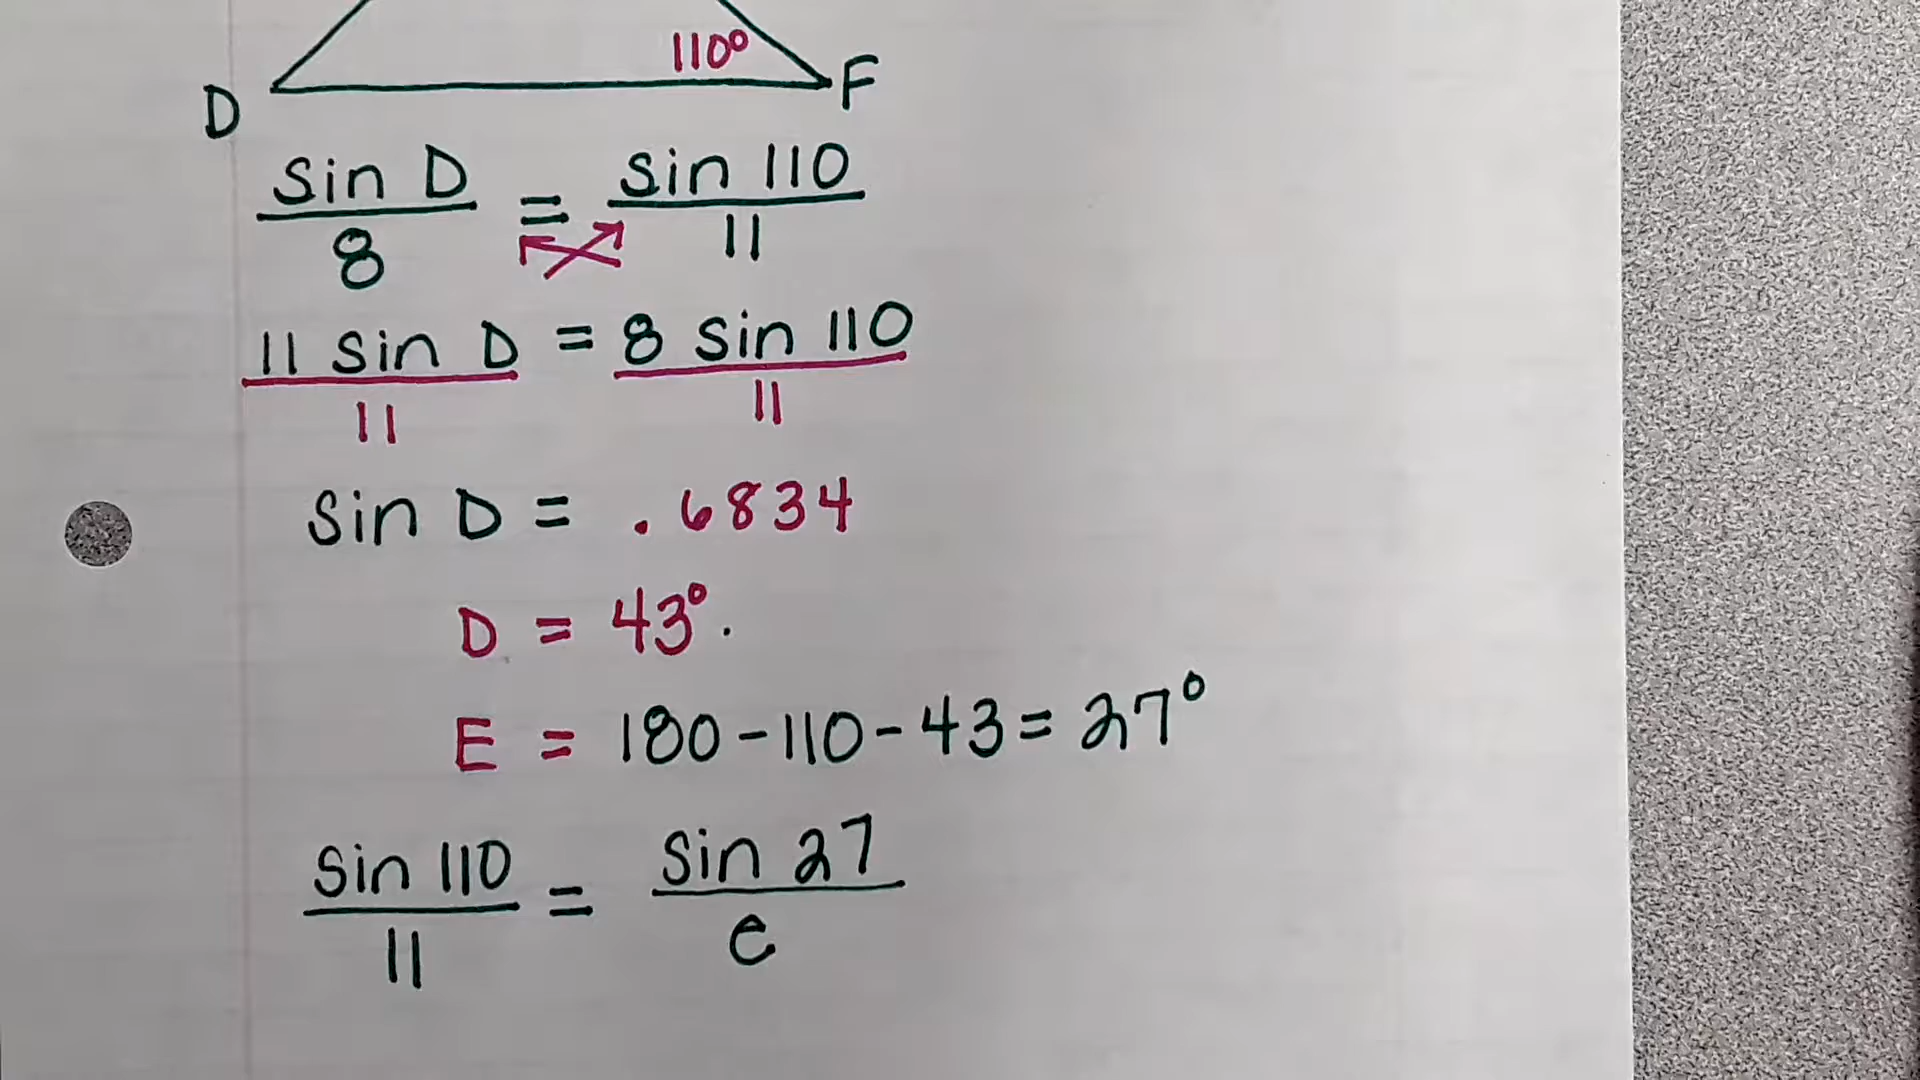 110°
D F
sin D / 8 = sin 110 / 11
11 sin D / 11 = 8 sin 110 / 11
sin D = .6834
D = 43°.
E = 180 - 110 - 43 = 27°
sin 110 / 11 = sin 27 / e